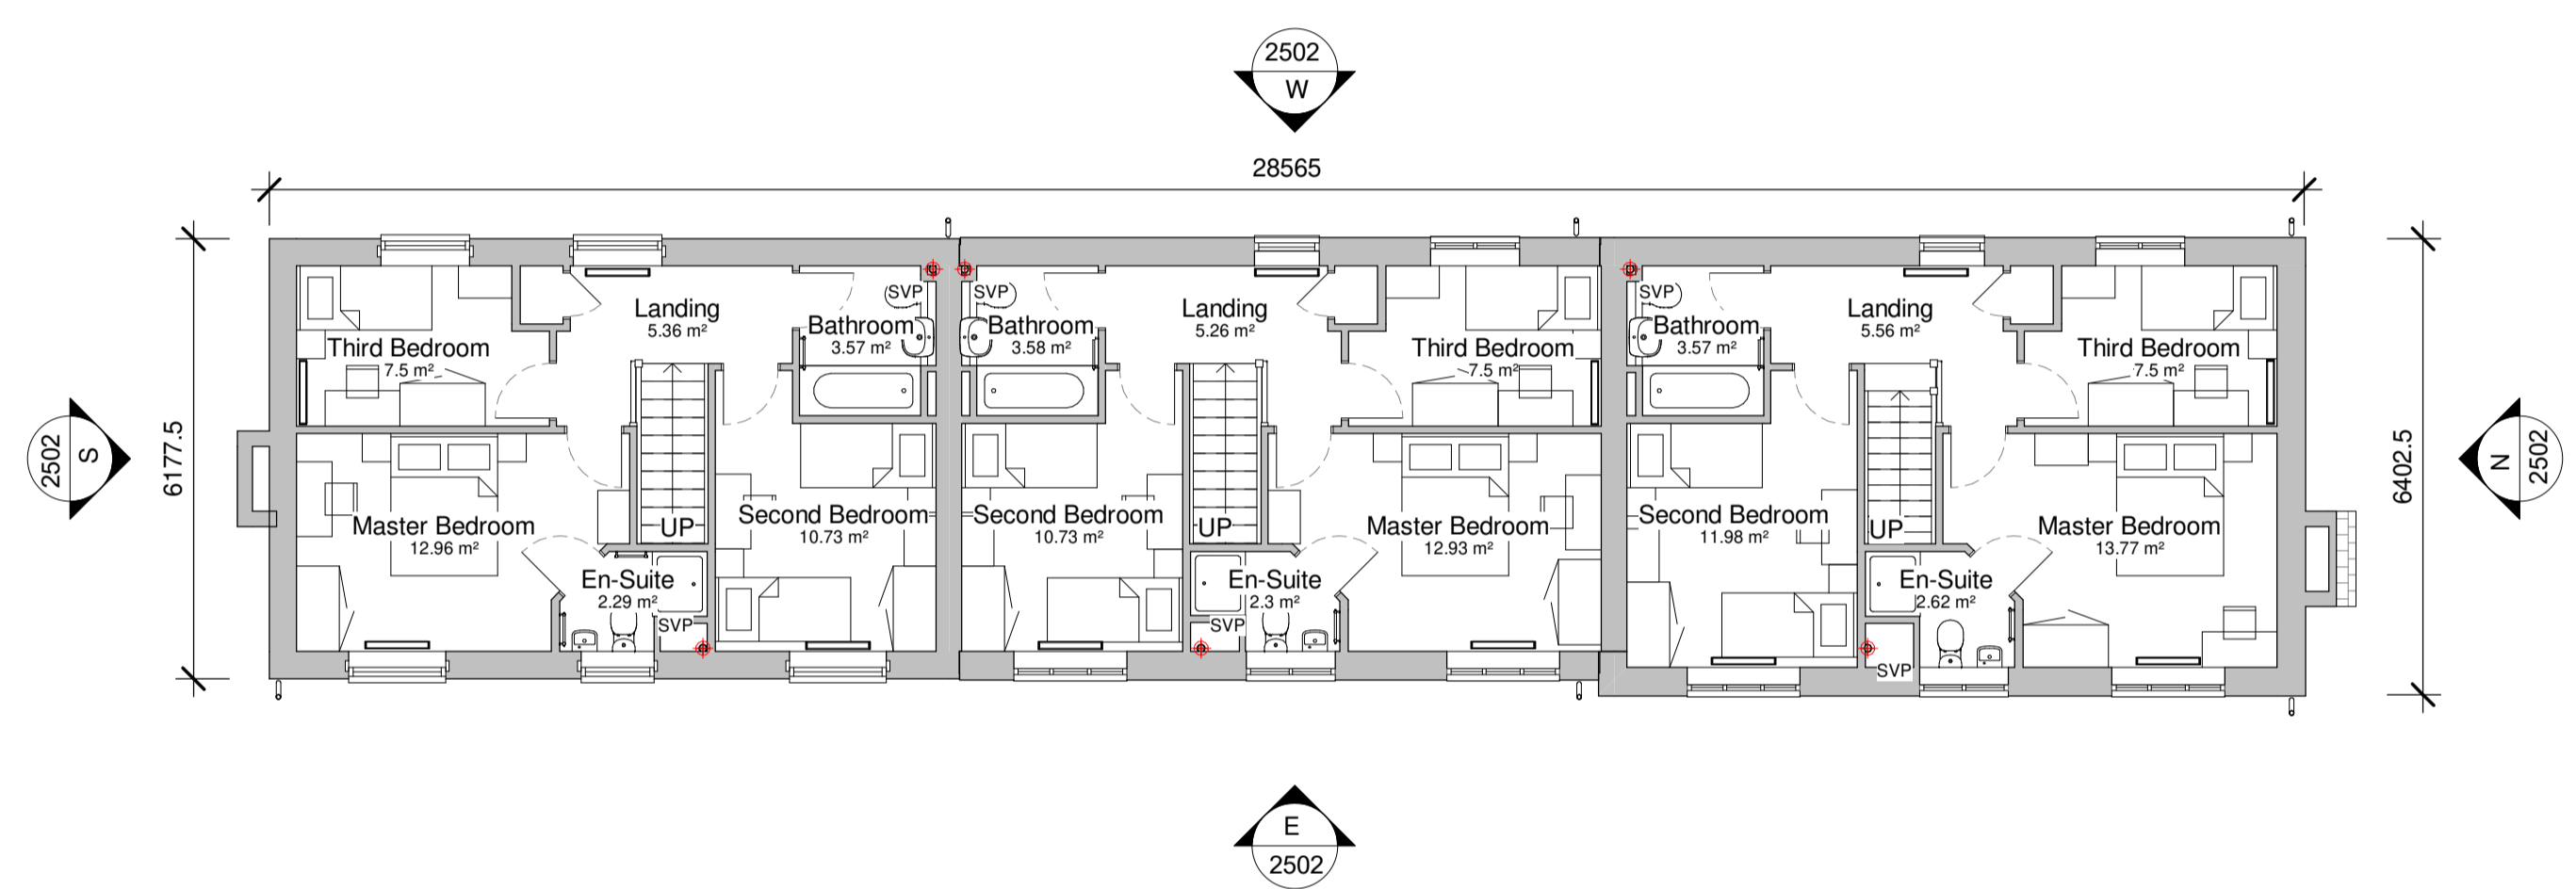 2502
W
28565
6177.5
6402.5
2502
S
N
2502
SVP
SVP
SVP
Landing
5.36 m²
Bathroom
3.57 m²
Bathroom
3.58 m²
Landing
5.26 m²
Bathroom
3.57 m²
Landing
5.56 m²
Third Bedroom
7.5 m²
Third Bedroom
7.5 m²
Third Bedroom
7.5 m²
Master Bedroom
12.96 m²
UP
Second Bedroom
10.73 m²
Second Bedroom
10.73 m²
UP
Master Bedroom
12.93 m²
Second Bedroom
11.98 m²
UP
Master Bedroom
13.77 m²
En-Suite
2.29 m²
SVP
En-Suite
2.3 m²
SVP
En-Suite
2.62 m²
SVP
E
2502